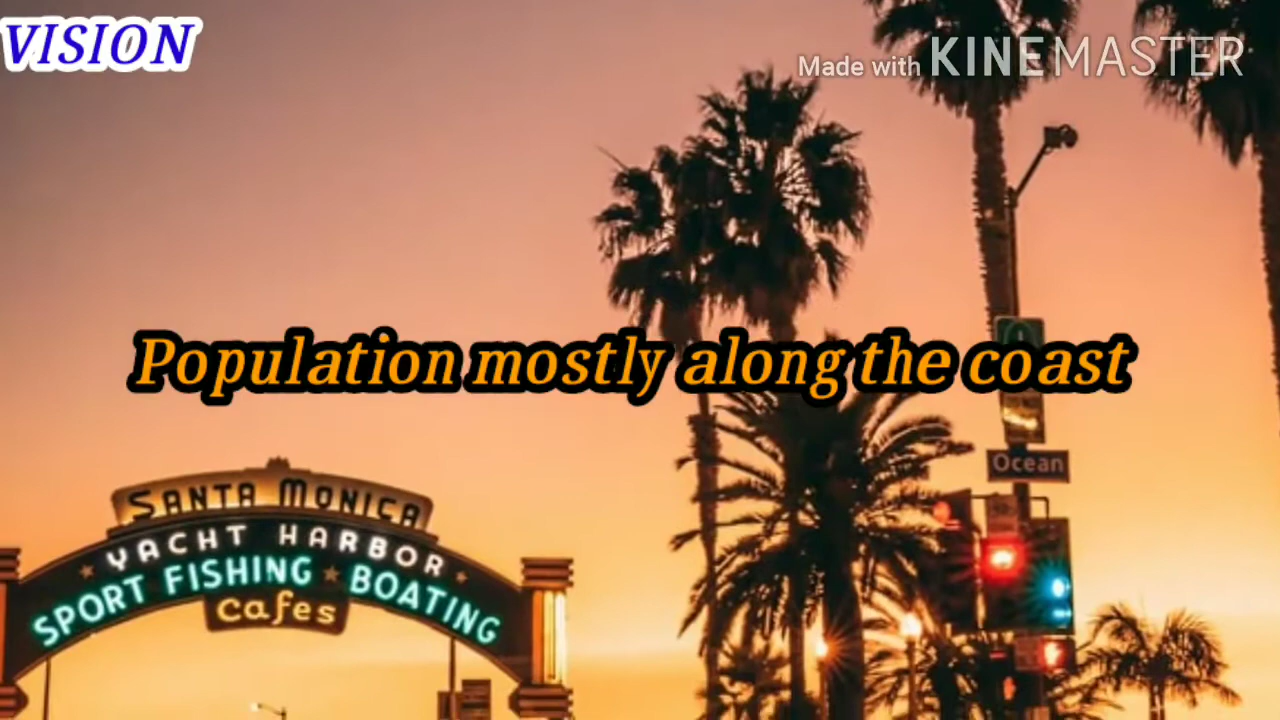 VISION
Made with KINEMASTER
Population mostly along the coast
Ocean
SANTA MONICA
YACHT HARBOR
SPORT FISHING ★ BOATING
cafes